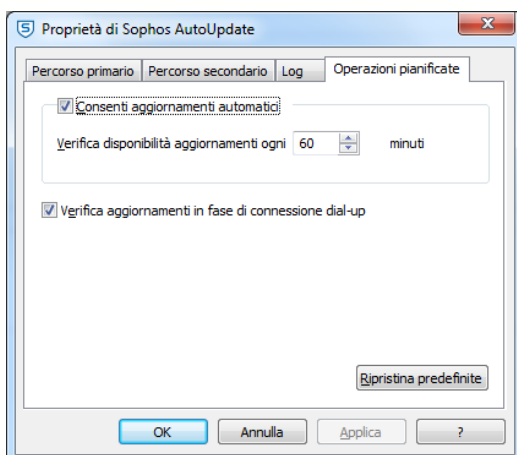 Proprietà di Sophos AutoUpdate
Percorso primario Percorso secondario Log Operazioni pianificate
Consenti aggiornamenti automatici
Verifica disponibilità aggiornamenti ogni 60 minuti
Verifica aggiornamenti in fase di connessione dial-up
Ripristina predefinite
OK Annulla Applica ?